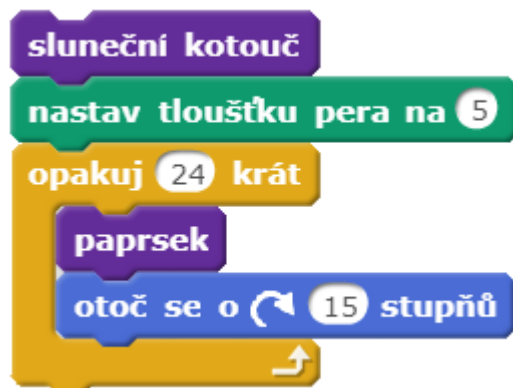 sluneční kotouč
nastav tloušťku pera na 5
opakuj 24 krát
paprsek
otoč se o 15 stupňů